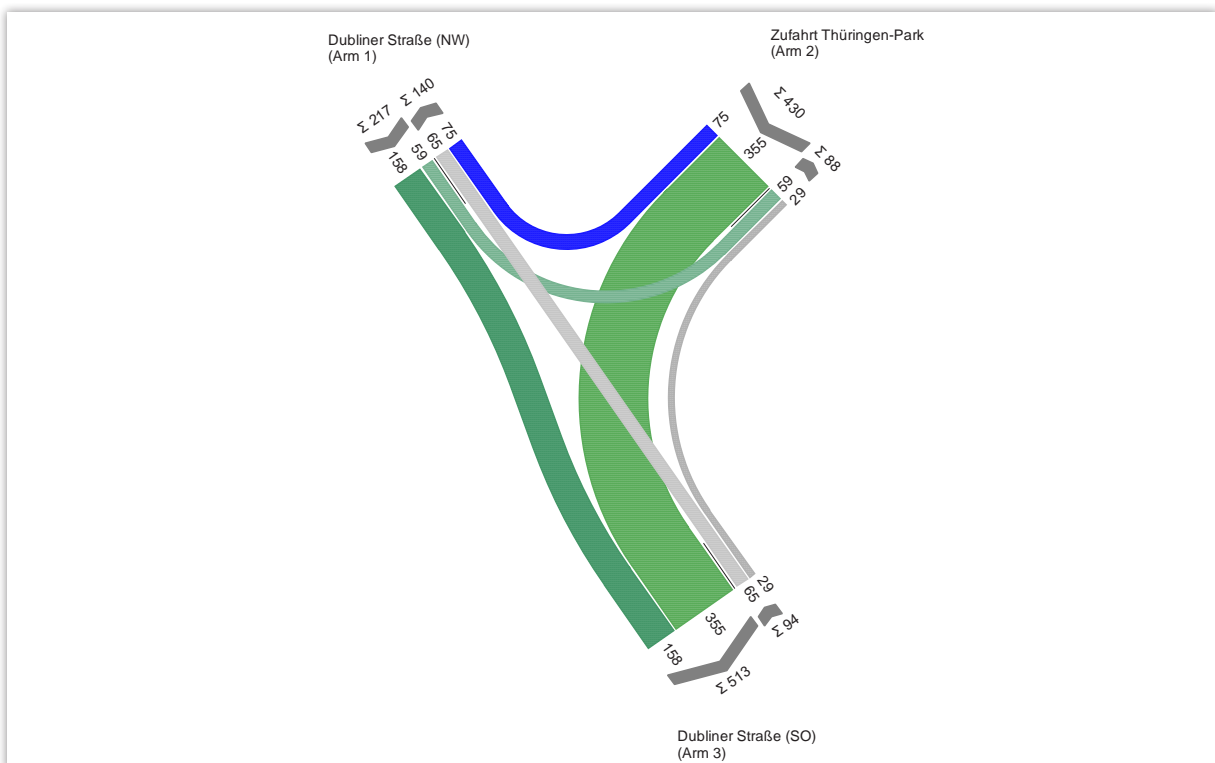 Dubliner Straße (NW)
(Arm 1)
Zufahrt Thüringen-Park
(Arm 2)
Σ 217
Σ 140
158
59
65
75
75
355
Σ 430
59
29
Σ 88
158
355
65
29
Σ 513
Σ 94
Dubliner Straße (SO)
(Arm 3)